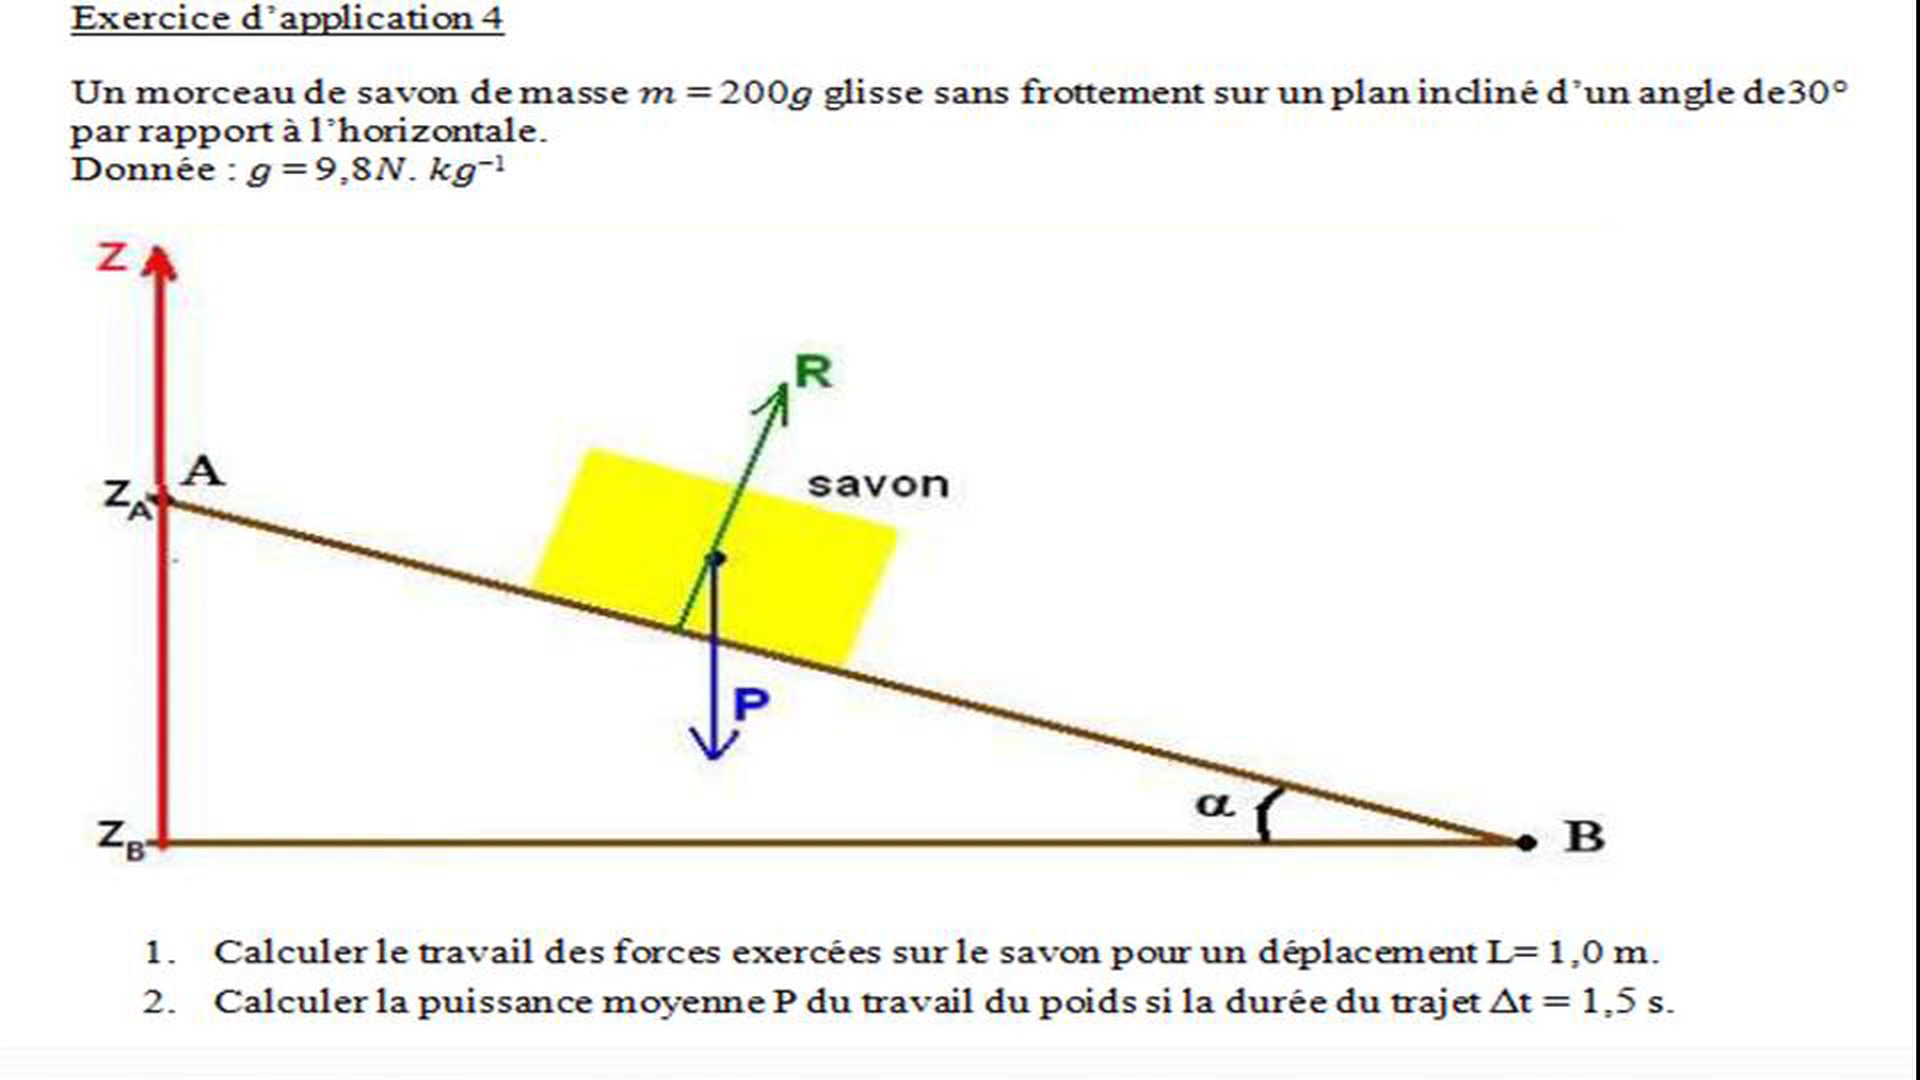 Exercice d'application 4
Un morceau de savon de masse m = 200g glisse sans frottement sur un plan incliné d'un angle de30°
par rapport à l'horizontale.
Donnée : g = 9,8N. kg⁻¹
Z
R
A
savon
Z_A
P
α
Z_B
B
1. Calculer le travail des forces exercées sur le savon pour un déplacement L= 1,0 m.
2. Calculer la puissance moyenne P du travail du poids si la durée du trajet Δt = 1,5 s.